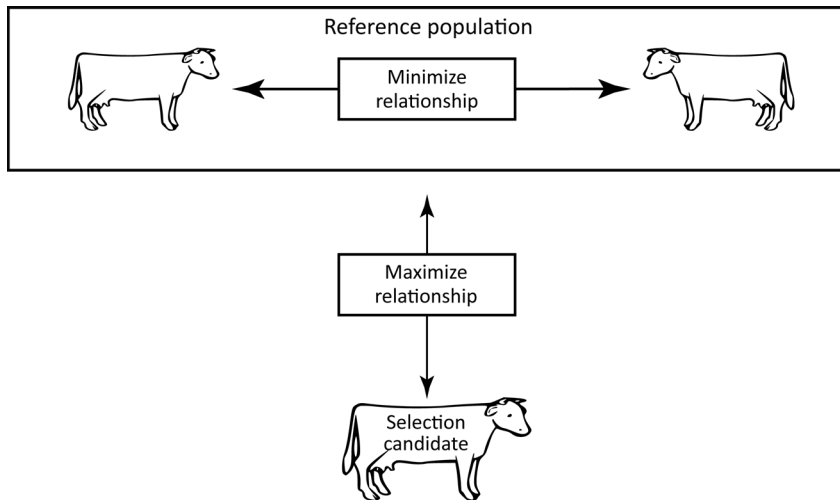 Reference population
Minimize
relationship
Maximize
relationship
Selection
candidate